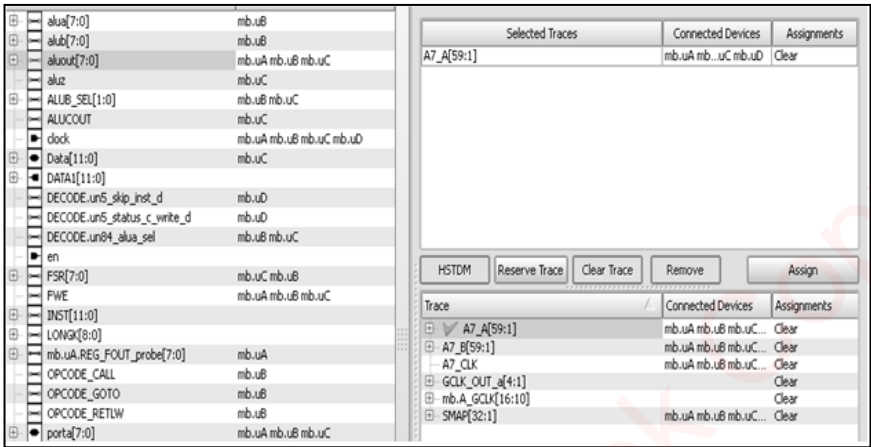 alua[7:0] mb.uB
alub[7:0] mb.uB
aluout[7:0] mb.uA mb.uB mb.uC
aluz mb.uC
ALUB_SEL[1:0] mb.uB mb.uC
ALUCOUT mb.uC
clock mb.uA mb.uB mb.uC mb.uD
Data[11:0] mb.uC
DATA1[11:0]
DECODE.un5_skip_inst_d mb.uD
DECODE.un5_status_c_write_d mb.uD
DECODE.un84_alua_sel mb.uB mb.uC
en
FSR[7:0] mb.uC mb.uB
FWE mb.uA mb.uB mb.uC
INST[11:0]
LONGK[8:0]
mb.uA.REG_FOUT_probe[7:0] mb.uA
OPCODE_CALL mb.uB
OPCODE_GOTO mb.uB
OPCODE_RETLW mb.uB
porta[7:0] mb.uA mb.uB mb.uC
Selected Traces Connected Devices Assignments
A7_A[59:1] mb.uA mb...uC mb.uD Clear
HSTDM Reserve Trace Clear Trace Remove Assign
Trace Connected Devices Assignments
A7_A[59:1] mb.uA mb.uB mb.uC... Clear
A7_B[59:1] mb.uA mb.uB mb.uC... Clear
A7_CLK mb.uA mb.uB mb.uC... Clear
GCLK_OUT_a[4:1] Clear
mb.A_GCLK[16:10] Clear
SMAP[32:1] mb.uA mb.uB mb.uC... Clear